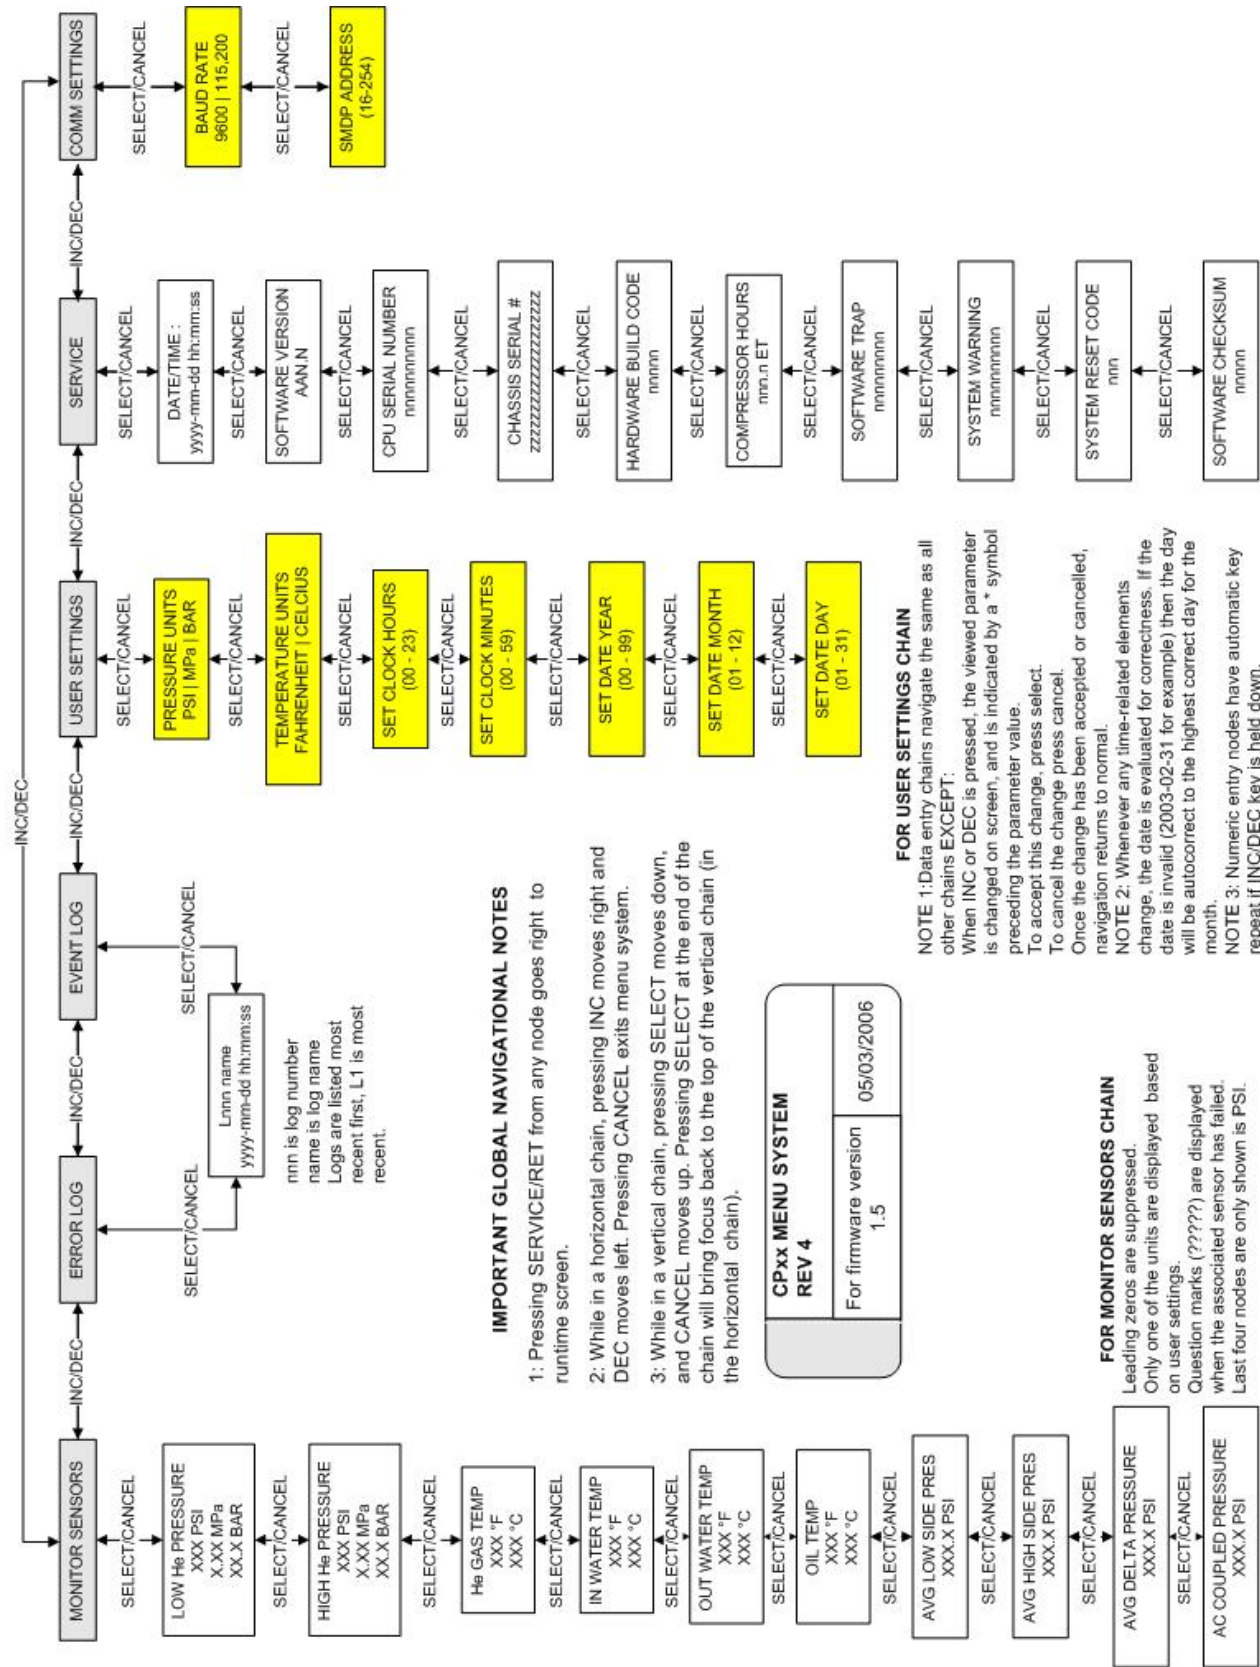 INC/DEC
MONITOR SENSORS
INC/DEC
ERROR LOG
INC/DEC
EVENT LOG
INC/DEC
USER SETTINGS
INC/DEC
SERVICE
INC/DEC
COMM SETTINGS
SELECT/CANCEL
LOW He PRESSURE
XXX PSI
X.XX MPa
XX.X BAR
SELECT/CANCEL
HIGH He PRESSURE
XXX PSI
X.XX MPa
XX.X BAR
SELECT/CANCEL
He GAS TEMP
XXX °F
XXX °C
SELECT/CANCEL
IN WATER TEMP
XXX °F
XXX °C
SELECT/CANCEL
OUT WATER TEMP
XXX °F
XXX °C
SELECT/CANCEL
OIL TEMP
XXX °F
XXX °C
SELECT/CANCEL
AVG LOW SIDE PRES
XXX.X PSI
SELECT/CANCEL
AVG HIGH SIDE PRES
XXX.X PSI
SELECT/CANCEL
AVG DELTA PRESSURE
XXX.X PSI
SELECT/CANCEL
AC COUPLED PRESSURE
XXX.X PSI
SELECT/CANCEL
SELECT/CANCEL
Lnnn name
yyyy-mm-dd hh:mm:ss
nnn is log number
name is log name
Logs are listed most
recent first, L1 is most
recent.
IMPORTANT GLOBAL NAVIGATIONAL NOTES
1: Pressing SERVICE/RET from any node goes right to
runtime screen.
2: While in a horizontal chain, pressing INC moves right and
DEC moves left. Pressing CANCEL exits menu system.
3: While in a vertical chain, pressing SELECT moves down,
and CANCEL moves up. Pressing SELECT at the end of the
chain will bring focus back to the top of the vertical chain (in
the horizontal chain).
CPxx MENU SYSTEM
REV 4
For firmware version
1.5
05/03/2006
FOR MONITOR SENSORS CHAIN
Leading zeros are suppressed.
Only one of the units are displayed based
on user settings.
Question marks (?????) are displayed
when the associated sensor has failed.
Last four nodes are only shown is PSI.
SELECT/CANCEL
PRESSURE UNITS
PSI | MPa | BAR
SELECT/CANCEL
TEMPERATURE UNITS
FAHRENHEIT | CELCIUS
SELECT/CANCEL
SET CLOCK HOURS
(00 - 23)
SELECT/CANCEL
SET CLOCK MINUTES
(00 - 59)
SELECT/CANCEL
SET DATE YEAR
(00 - 99)
SELECT/CANCEL
SET DATE MONTH
(01 - 12)
SELECT/CANCEL
SET DATE DAY
(01 - 31)
FOR USER SETTINGS CHAIN
NOTE 1:Data entry chains navigate the same as all
other chains EXCEPT:
When INC or DEC is pressed, the viewed parameter
is changed on screen, and is indicated by a * symbol
preceding the parameter value.
To accept this change, press select.
To cancel the change press cancel.
Once the change has been accepted or cancelled,
navigation returns to normal.
NOTE 2: Whenever any time-related elements
change, the date is evaluated for correctness. If the
date is invalid (2003-02-31 for example) then the day
will be autocorrect to the highest correct day for the
month.
NOTE 3: Numeric entry nodes have automatic key
repeat if INC/DEC key is held down.
SELECT/CANCEL
DATE/TIME :
yyyy-mm-dd hh:mm:ss
SELECT/CANCEL
SOFTWARE VERSION
AAN.N
SELECT/CANCEL
CPU SERIAL NUMBER
nnnnnnnnnn
SELECT/CANCEL
CHASSIS SERIAL #
zzzzzzzzzzzzzzzzzzzz
SELECT/CANCEL
HARDWARE BUILD CODE
nnnnn
SELECT/CANCEL
COMPRESSOR HOURS
nnn.n ET
SELECT/CANCEL
SOFTWARE TRAP
nnnnnnnnnn
SELECT/CANCEL
SYSTEM WARNING
nnnnnnnnnn
SELECT/CANCEL
SYSTEM RESET CODE
nnn
SELECT/CANCEL
SOFTWARE CHECKSUM
nnnnn
SELECT/CANCEL
BAUD RATE
9600 | 115,200
SELECT/CANCEL
SMDP ADDRESS
(16-254)